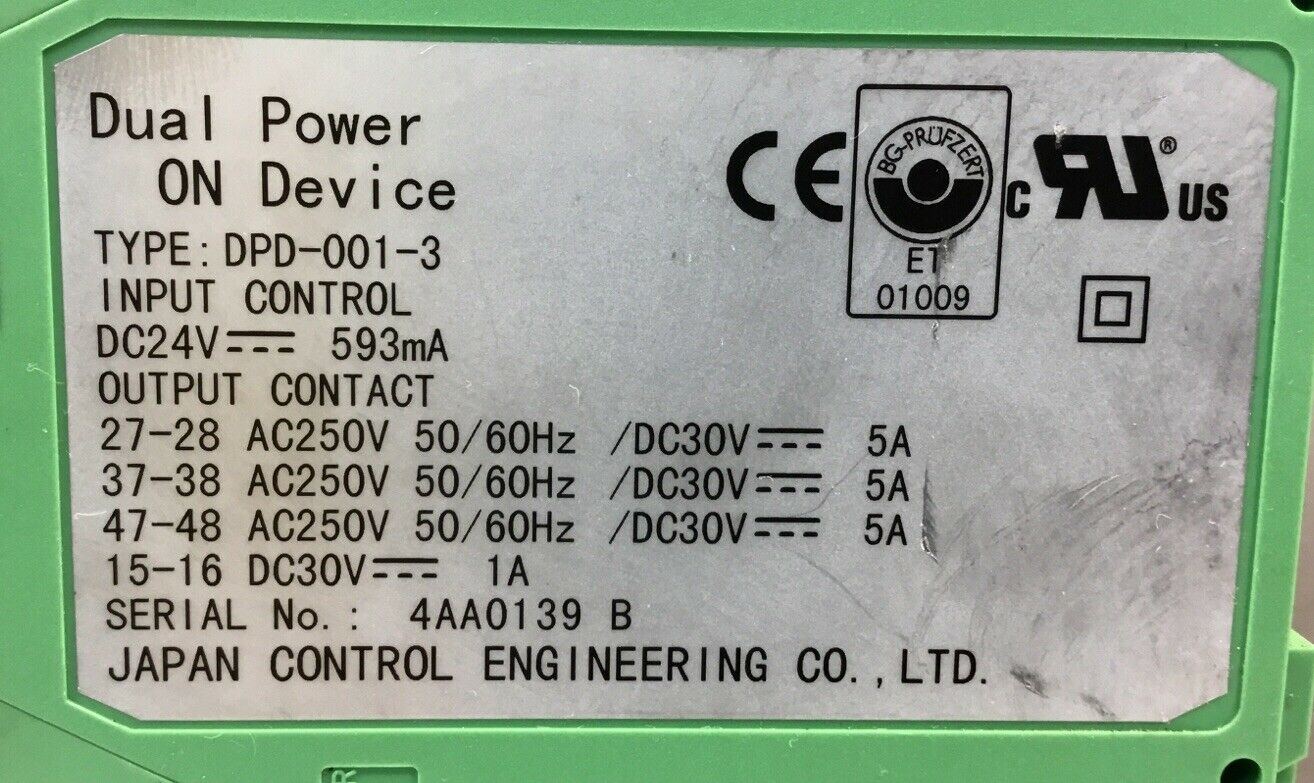 Dual Power
ON Device
TYPE: DPD-001-3
INPUT CONTROL
DC24V 593mA
OUTPUT CONTACT
27-28 AC250V 50/60Hz /DC30V 5A
37-38 AC250V 50/60Hz /DC30V 5A
47-48 AC250V 50/60Hz /DC30V 5A
15-16 DC30V 1A
SERIAL No.: 4AA0139 B
JAPAN CONTROL ENGINEERING CO.,LTD.
CE
BG-PRÜFZERT
ET
01009
C RU® US
R